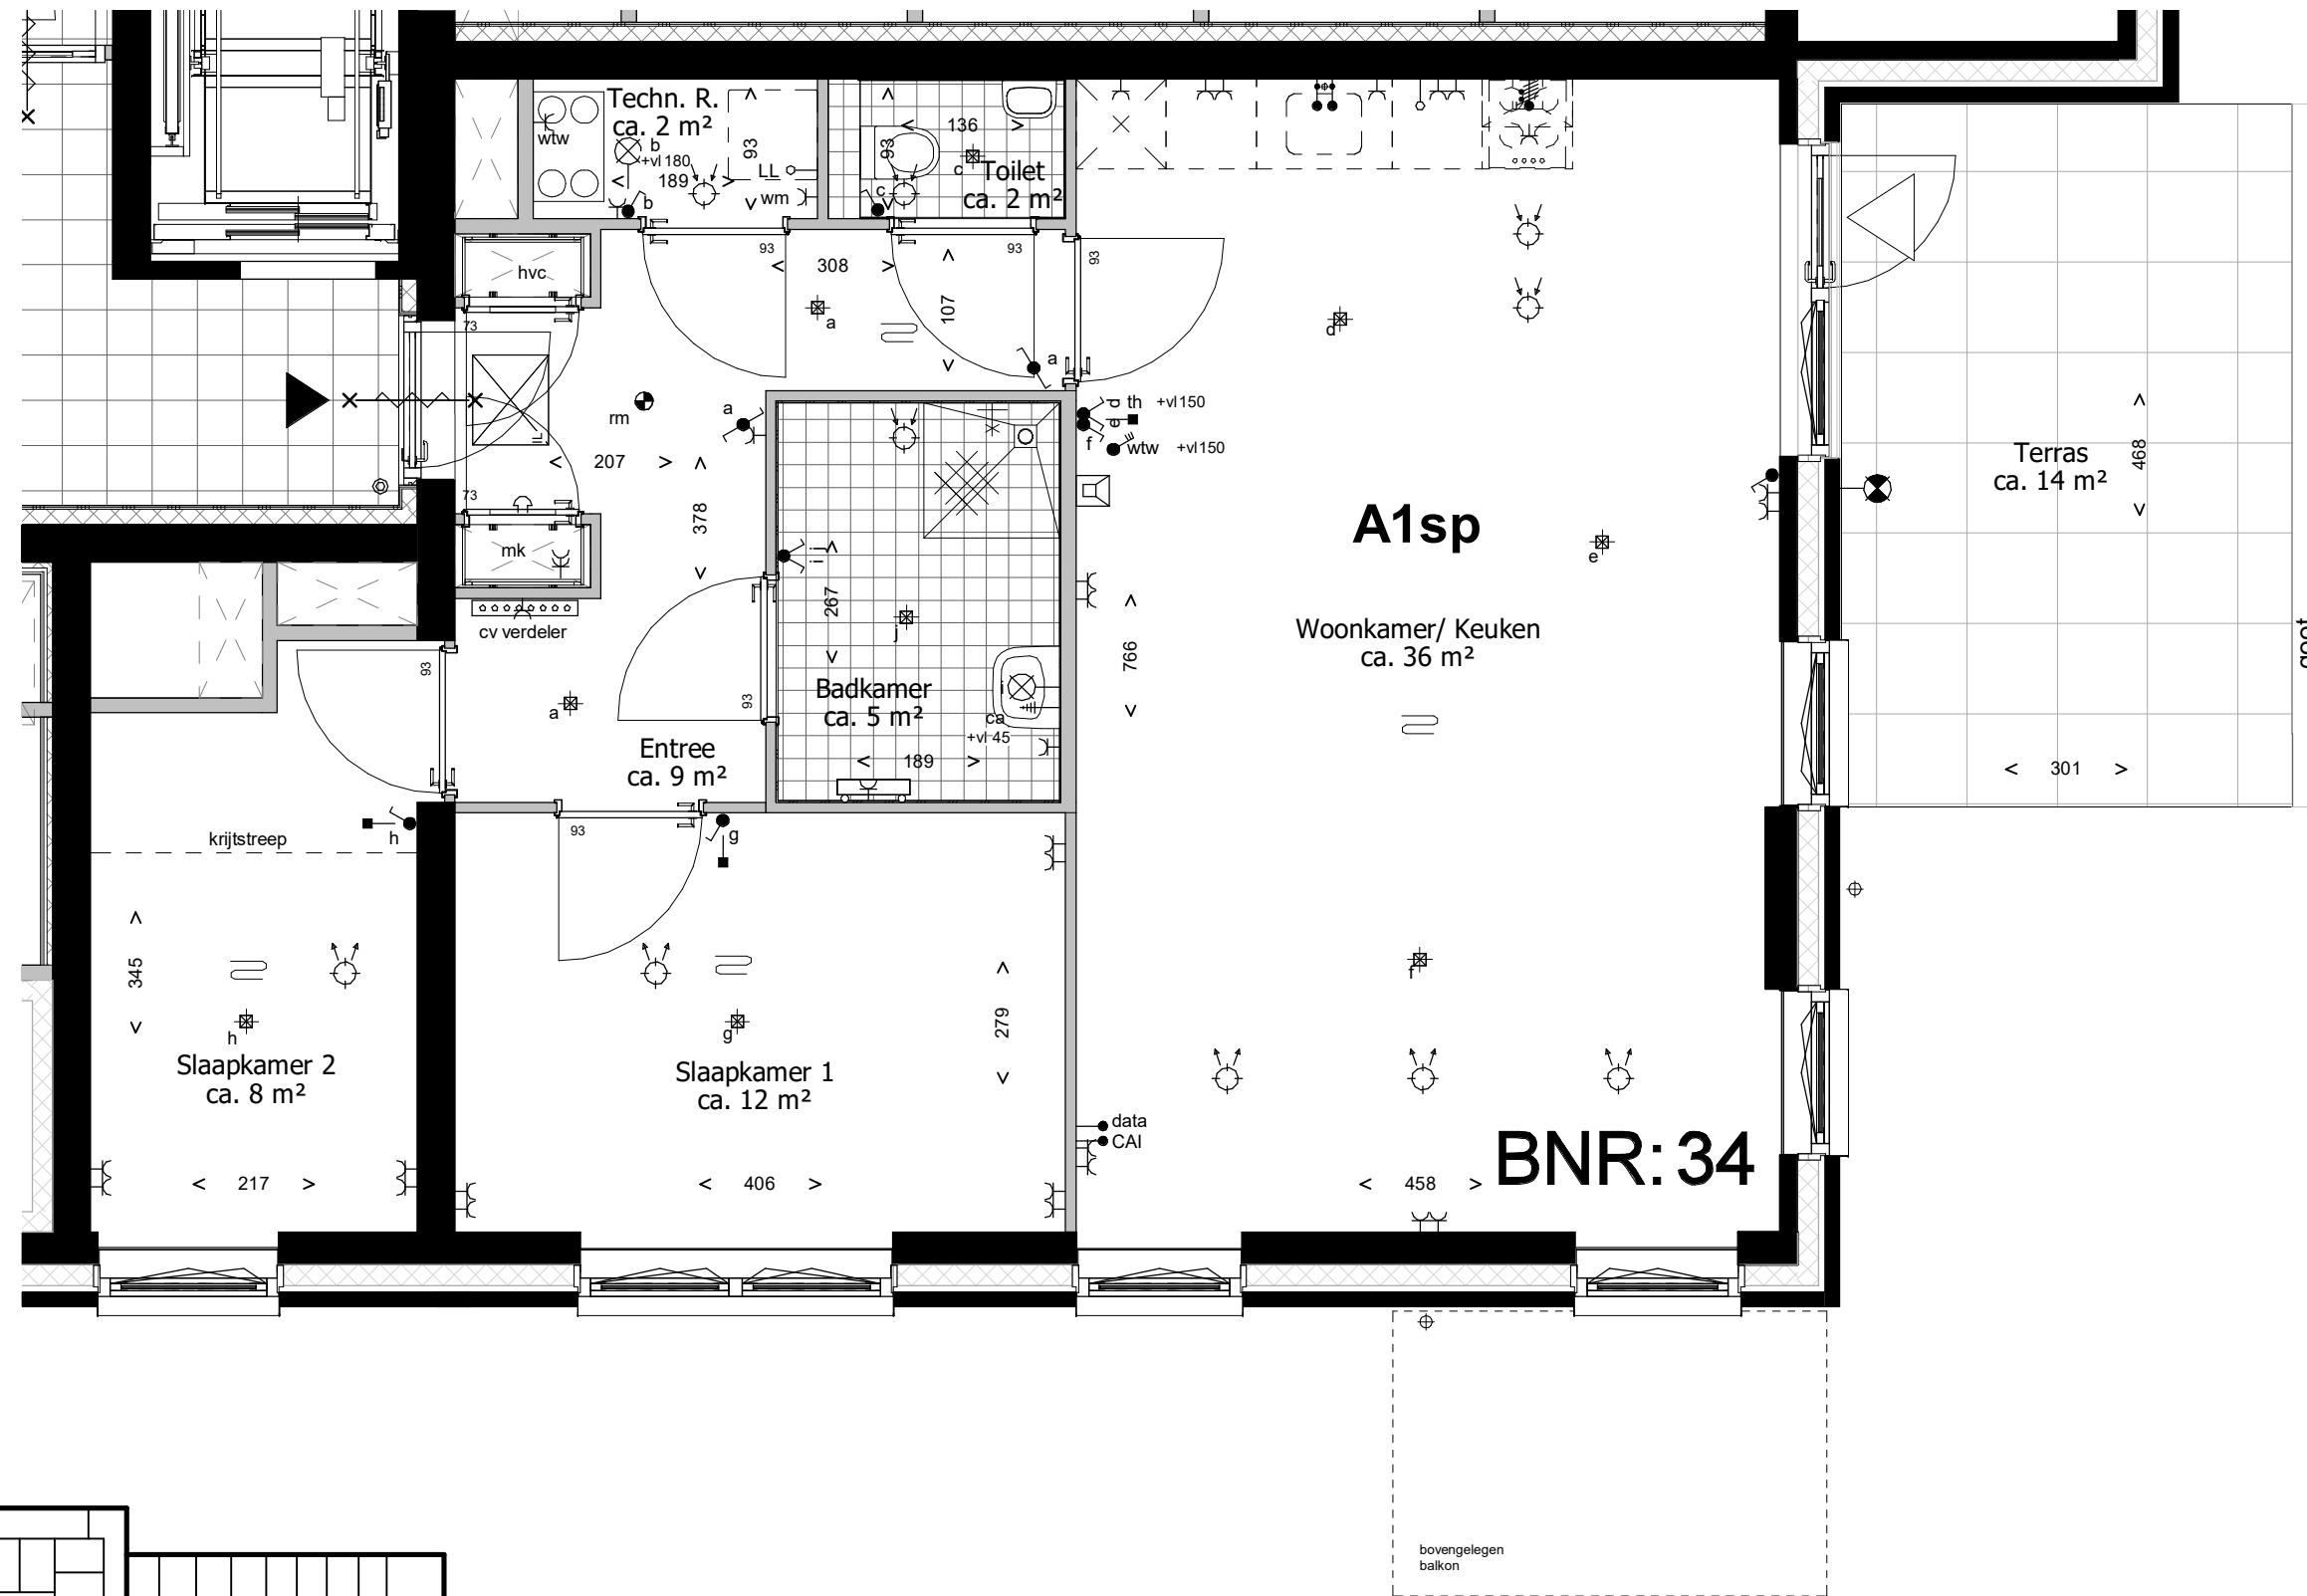 Techn. R.
ca. 2 m²
wtw
b
+vl 180
189
93
LL
wm
b
136
93
c
Toilet
ca. 2 m²
c
hvc
93
308
93
93
107
a
d
73
a
rm
a
d
th
+vl150
e
f
wtw
+vl150
207
73
378
468
Terras
ca. 14 m²
A1sp
mk
i
j
267
e
cv verdeler
j
766
Woonkamer/ Keuken
ca. 36 m²
goot
93
93
a
Badkamer
ca. 5 m²
i
ca
+vl 45
Entree
ca. 9 m²
189
301
krijtstreep
h
93
g
345
279
f
h
g
Slaapkamer 2
ca. 8 m²
Slaapkamer 1
ca. 12 m²
data
CAI
BNR: 34
217
406
458
bovengelegen
balkon